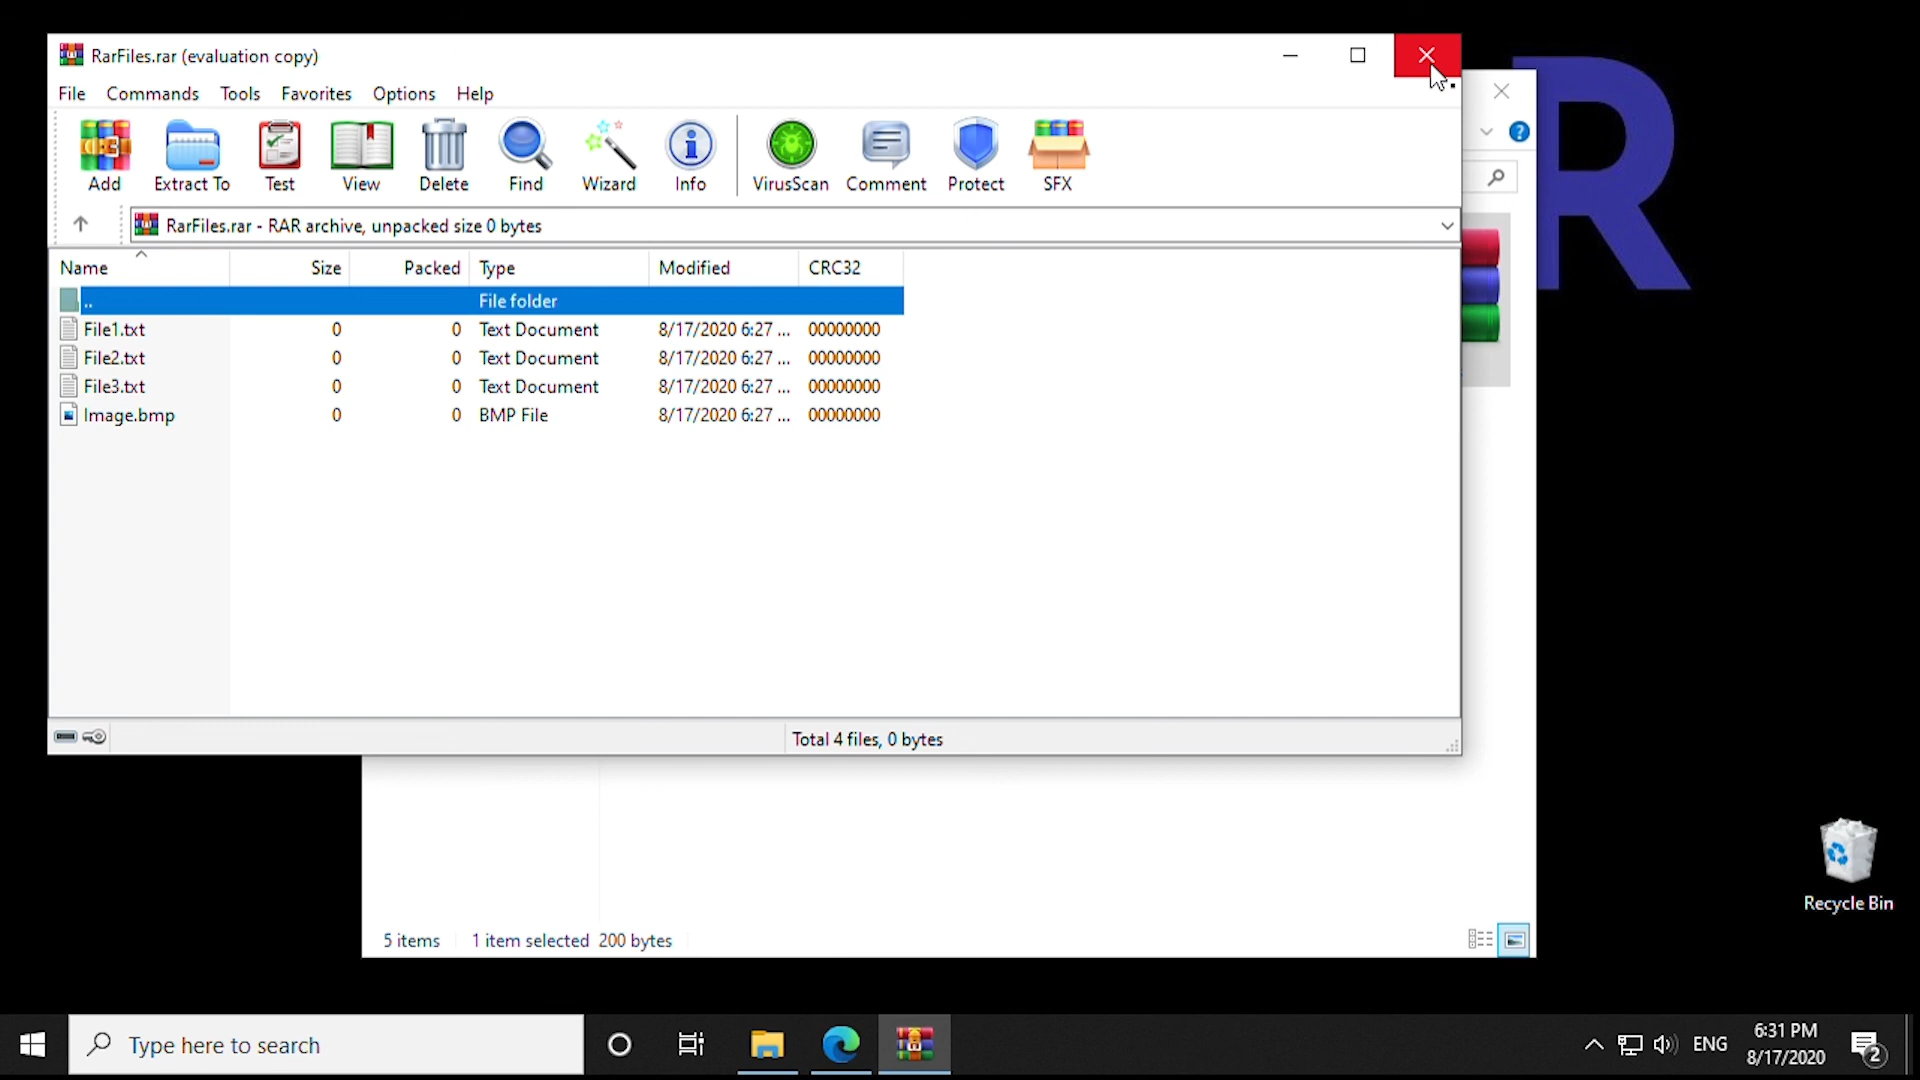 RarFiles.rar (evaluation copy)
File Commands Tools Favorites Options Help
Add Extract To Test View Delete Find Wizard Info VirusScan Comment Protect SFX
RarFiles.rar - RAR archive, unpacked size 0 bytes
Name Size Packed Type Modified CRC32
.. File folder
File1.txt 0 0 Text Document 8/17/2020 6:27 ... 00000000
File2.txt 0 0 Text Document 8/17/2020 6:27 ... 00000000
File3.txt 0 0 Text Document 8/17/2020 6:27 ... 00000000
Image.bmp 0 0 BMP File 8/17/2020 6:27 ... 00000000
Total 4 files, 0 bytes
R
5 items 1 item selected 200 bytes
Recycle Bin
Type here to search
ENG
6:31 PM
8/17/2020
2